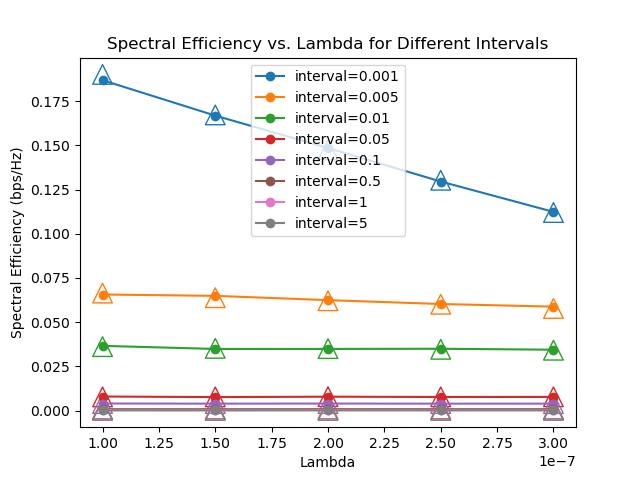 Spectral Efficiency vs. Lambda for Different Intervals
interval=0.001
interval=0.005
interval=0.01
interval=0.05
interval=0.1
interval=0.5
interval=1
interval=5
Spectral Efficiency (bps/Hz)
0.175
0.150
0.125
0.100
0.075
0.050
0.025
0.000
1.00 1.25 1.50 1.75 2.00 2.25 2.50 2.75 3.00
1e−7
Lambda